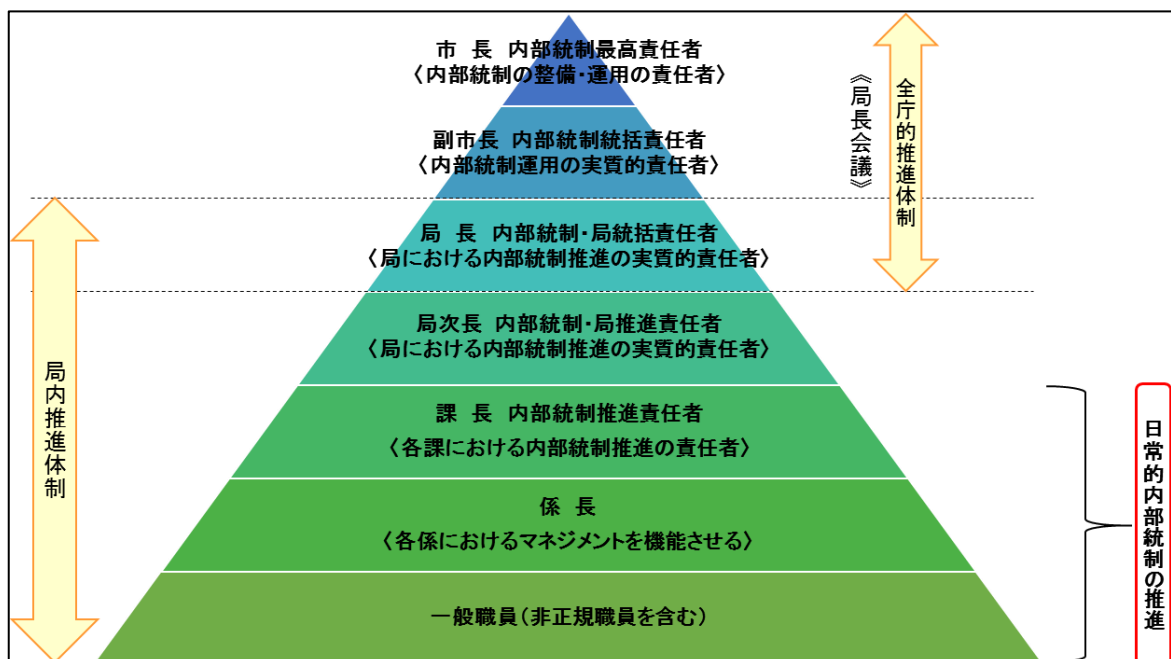 市　長　内部統制最高責任者
〈内部統制の整備・運用の責任者〉
副市長　内部統制統括責任者
〈内部統制運用の実質的責任者〉
局　長　内部統制・局統括責任者
〈局における内部統制推進の実質的責任者〉
局次長　内部統制・局推進責任者
〈局における内部統制推進の実質的責任者〉
課　長　内部統制推進責任者
〈各課における内部統制推進の責任者〉
係　長
〈各係におけるマネジメントを機能させる〉
一般職員（非正規職員を含む）
全庁的推進体制
《局長会議》
局内推進体制
日常的内部統制の推進